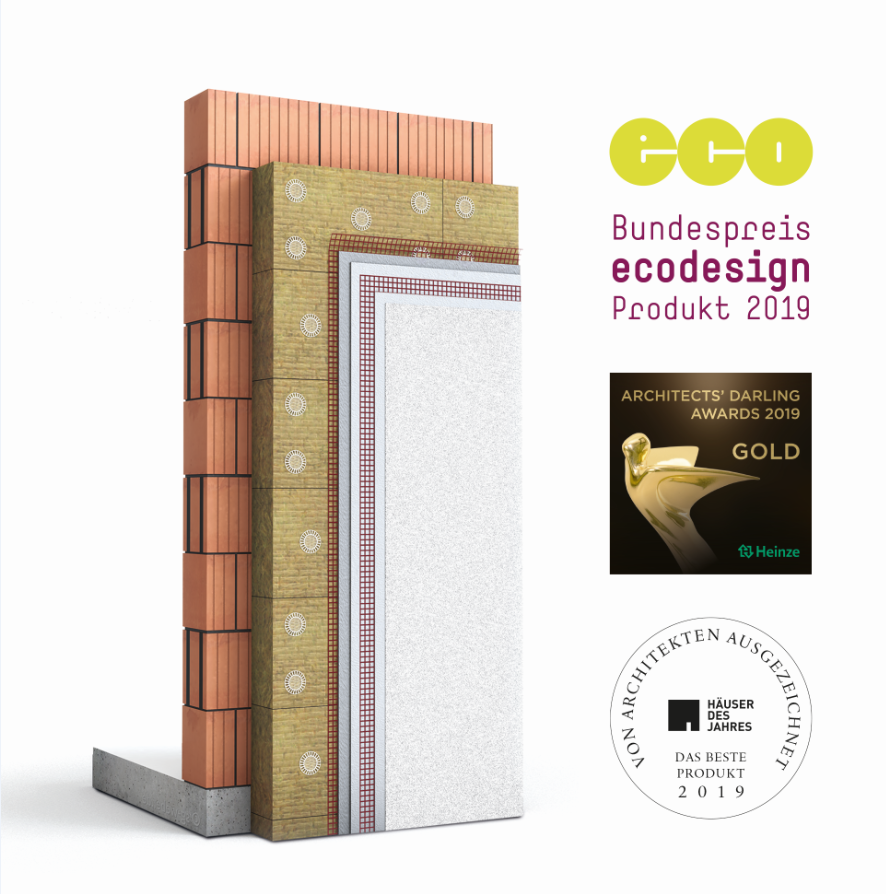 eco
Bundespreis
ecodesign
Produkt 2019
ARCHITECTS' DARLING
AWARDS 2019
GOLD
Heinze
VON ARCHITEKTEN AUSGEZEICHNET
HÄUSER
DES
JAHRES
DAS BESTE
PRODUKT
2019